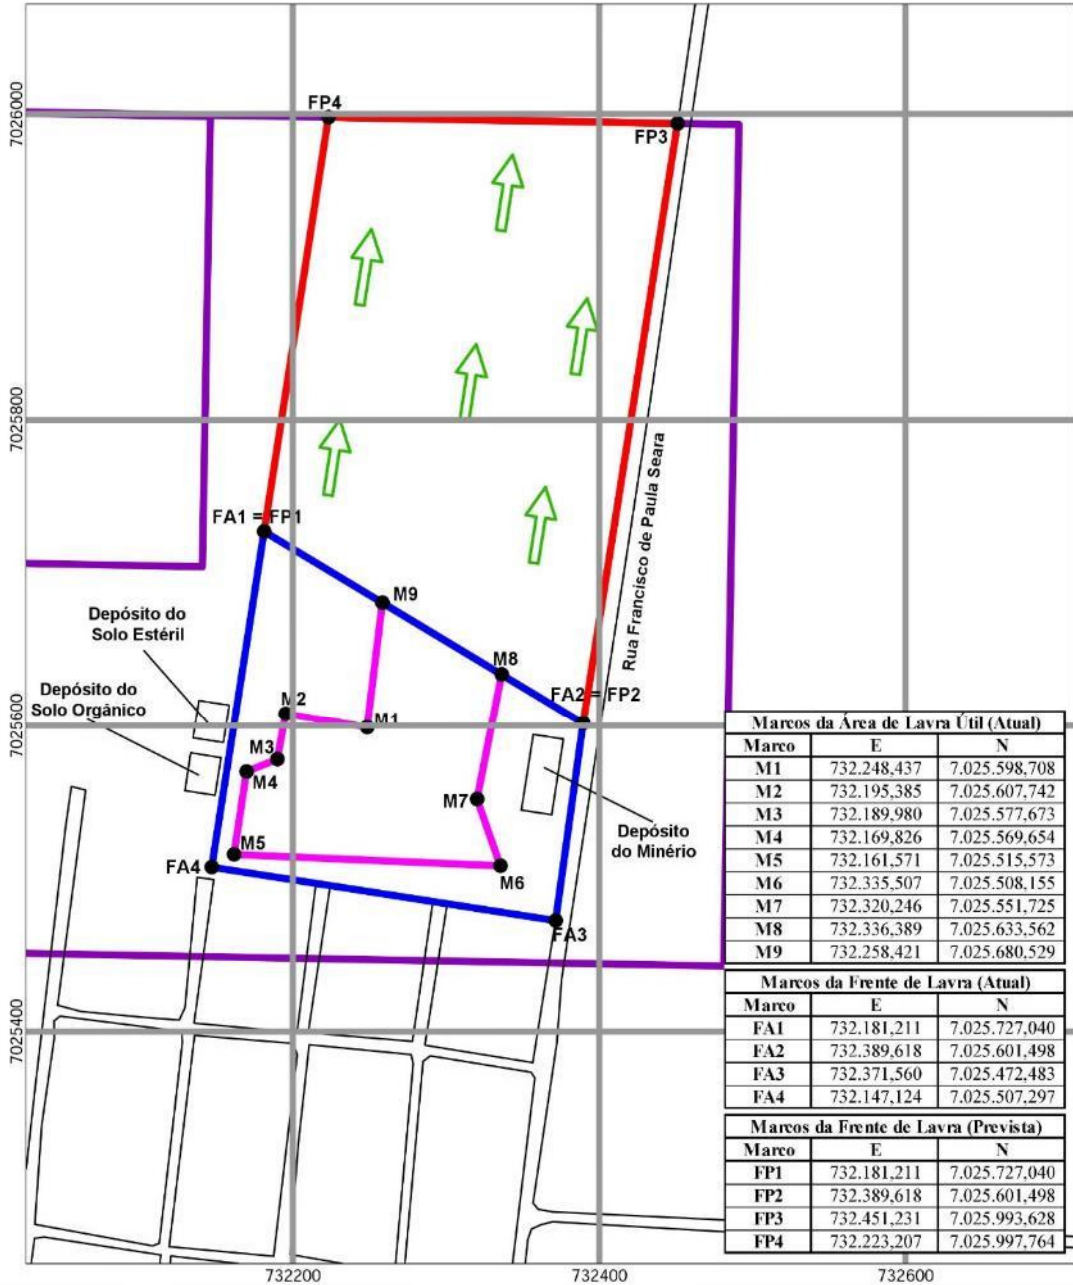 7026000
FP4
FP3
7025800
Rua Francisco de Paula Seara
FA1 = FP1
M9
Depósito do
Solo Estéril
M8
Depósito do
Solo Orgânico
M2
FA2 = FP2
M1
7025600
M3
M4
M7
Depósito
do Minério
M5
FA4
M6
FA3
7025400
Marcos da Área de Lavra Útil (Atual)
Marco E N
M1 732.248,437 7.025.598,708
M2 732.195,385 7.025.607,742
M3 732.189,980 7.025.577,673
M4 732.169,826 7.025.569,654
M5 732.161,571 7.025.515,573
M6 732.335,507 7.025.508,155
M7 732.320,246 7.025.551,725
M8 732.336,389 7.025.633,562
M9 732.258,421 7.025.680,529
Marcos da Frente de Lavra (Atual)
Marco E N
FA1 732.181,211 7.025.727,040
FA2 732.389,618 7.025.601,498
FA3 732.371,560 7.025.472,483
FA4 732.147,124 7.025.507,297
Marcos da Frente de Lavra (Prevista)
Marco E N
FP1 732.181,211 7.025.727,040
FP2 732.389,618 7.025.601,498
FP3 732.451,231 7.025.993,628
FP4 732.223,207 7.025.997,764
732200
732400
732600